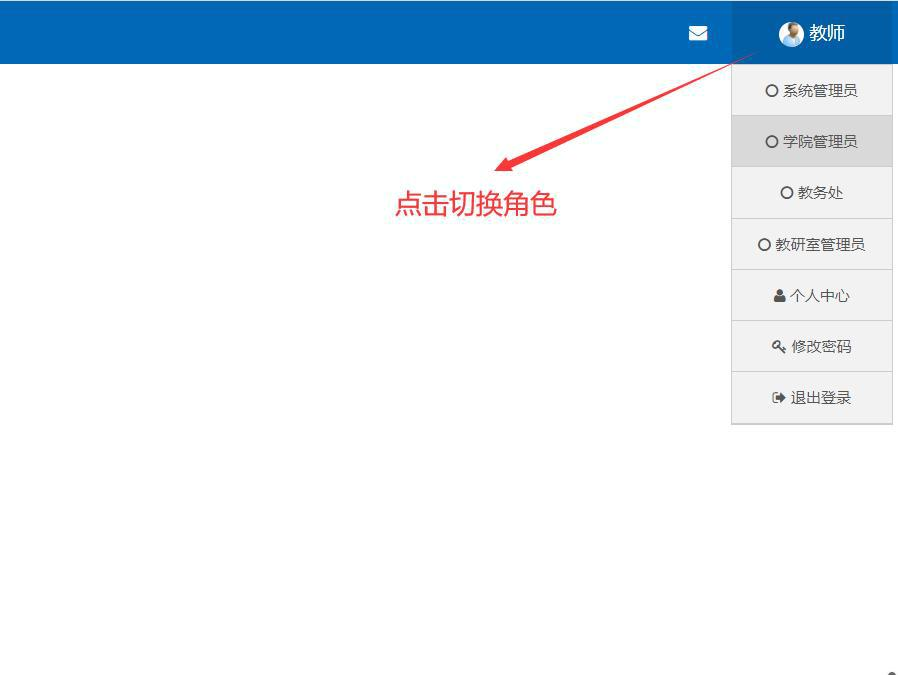 教师
系统管理员
学院管理员
点击切换角色
教务处
教研室管理员
个人中心
修改密码
退出登录